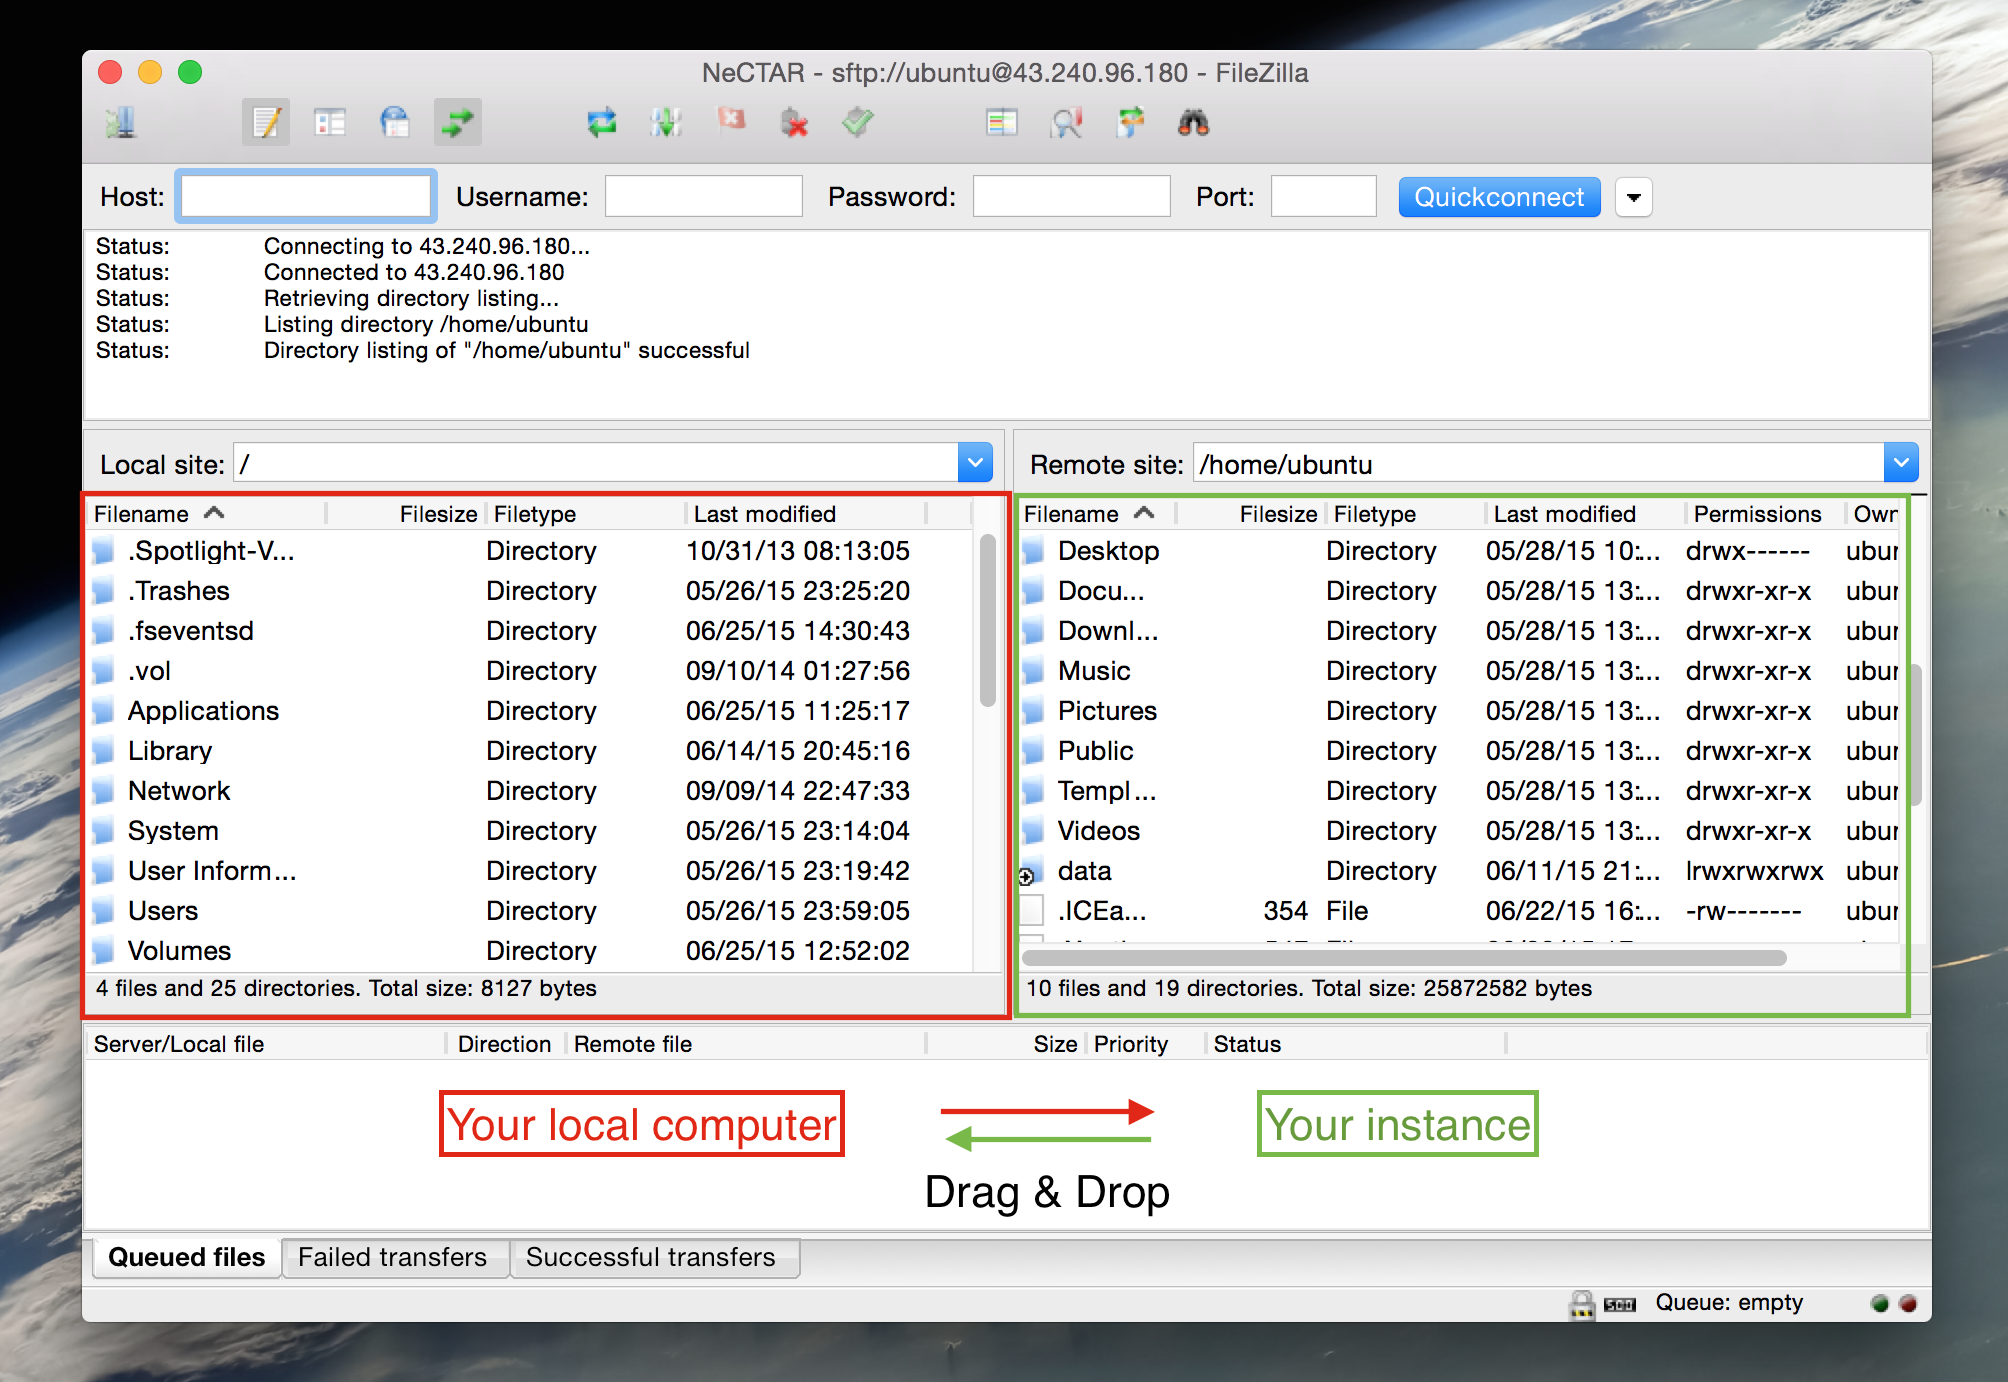 NeCTAR - sftp://ubuntu@43.240.96.180 - FileZilla
Host: Username: Password: Port: Quickconnect
Status: Connecting to 43.240.96.180...
Status: Connected to 43.240.96.180
Status: Retrieving directory listing...
Status: Listing directory /home/ubuntu
Status: Directory listing of "/home/ubuntu" successful
Local site: /
Filename Filesize Filetype Last modified
.Spotlight-V... Directory 10/31/13 08:13:05
.Trashes Directory 05/26/15 23:25:20
.fseventsd Directory 06/25/15 14:30:43
.vol Directory 09/10/14 01:27:56
Applications Directory 06/25/15 11:25:17
Library Directory 06/14/15 20:45:16
Network Directory 09/09/14 22:47:33
System Directory 05/26/15 23:14:04
User Inform... Directory 05/26/15 23:19:42
Users Directory 05/26/15 23:59:05
Volumes Directory 06/25/15 12:52:02
4 files and 25 directories. Total size: 8127 bytes
Remote site: /home/ubuntu
Filename Filesize Filetype Last modified Permissions Own
Desktop Directory 05/28/15 10:... drwx------ ubur
Docu... Directory 05/28/15 13:... drwxr-xr-x ubur
Downl... Directory 05/28/15 13:... drwxr-xr-x ubur
Music Directory 05/28/15 13:... drwxr-xr-x ubur
Pictures Directory 05/28/15 13:... drwxr-xr-x ubur
Public Directory 05/28/15 13:... drwxr-xr-x ubur
Templ... Directory 05/28/15 13:... drwxr-xr-x ubur
Videos Directory 05/28/15 13:... drwxr-xr-x ubur
data Directory 06/11/15 21:... lrwxrwxrwx ubur
.ICEa... 354 File 06/22/15 16:... -rw------- ubur
10 files and 19 directories. Total size: 25872582 bytes
Server/Local file Direction Remote file Size Priority Status
Your local computer
Your instance
Drag & Drop
Queued files Failed transfers Successful transfers
Queue: empty